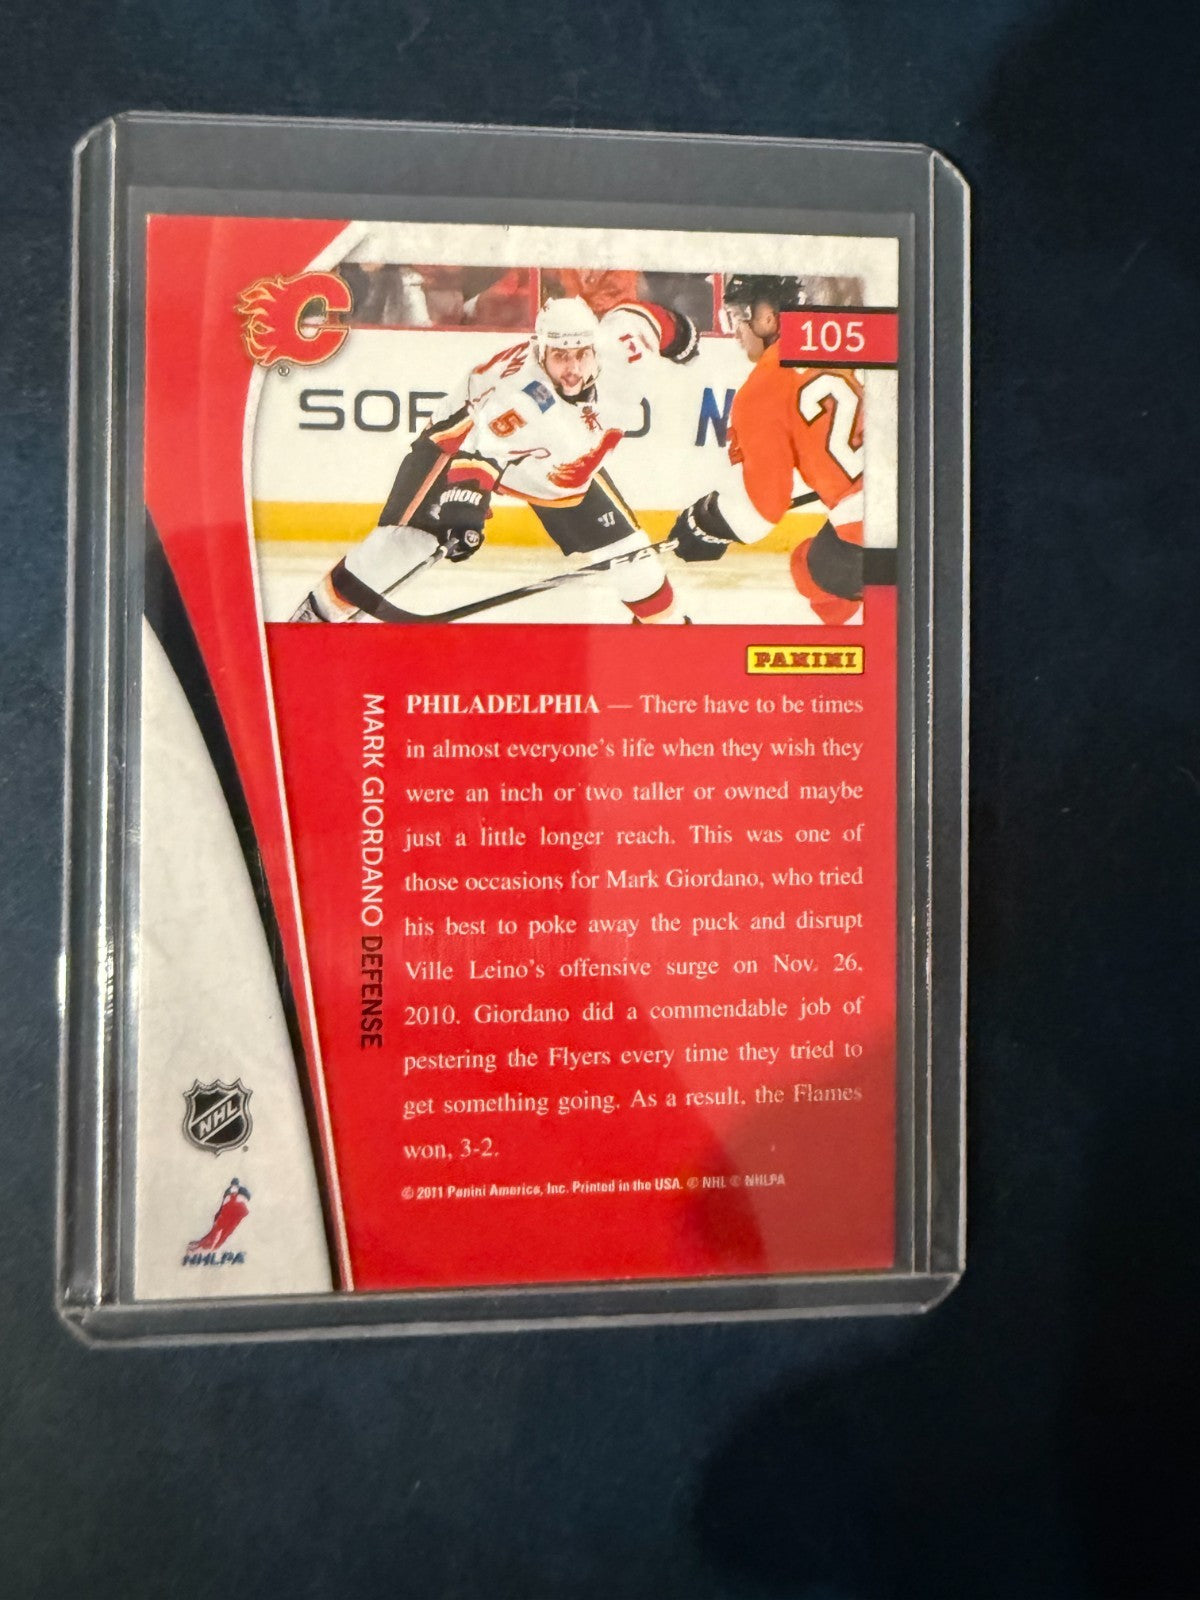 C
®
105
SOF
N
2
5
PANINI
MARK GIORDANO DEFENSE
PHILADELPHIA — There have to be times
in almost everyone's life when they wish they
were an inch or two taller or owned maybe
just a little longer reach. This was one of
those occasions for Mark Giordano, who tried
his best to poke away the puck and disrupt
Ville Leino's offensive surge on Nov. 26,
2010. Giordano did a commendable job of
pestering the Flyers every time they tried to
get something going. As a result, the Flames
won, 3-2.
© 2011 Panini America, Inc. Printed in the USA. © NHL © NHLPA
NHL
NHLPA